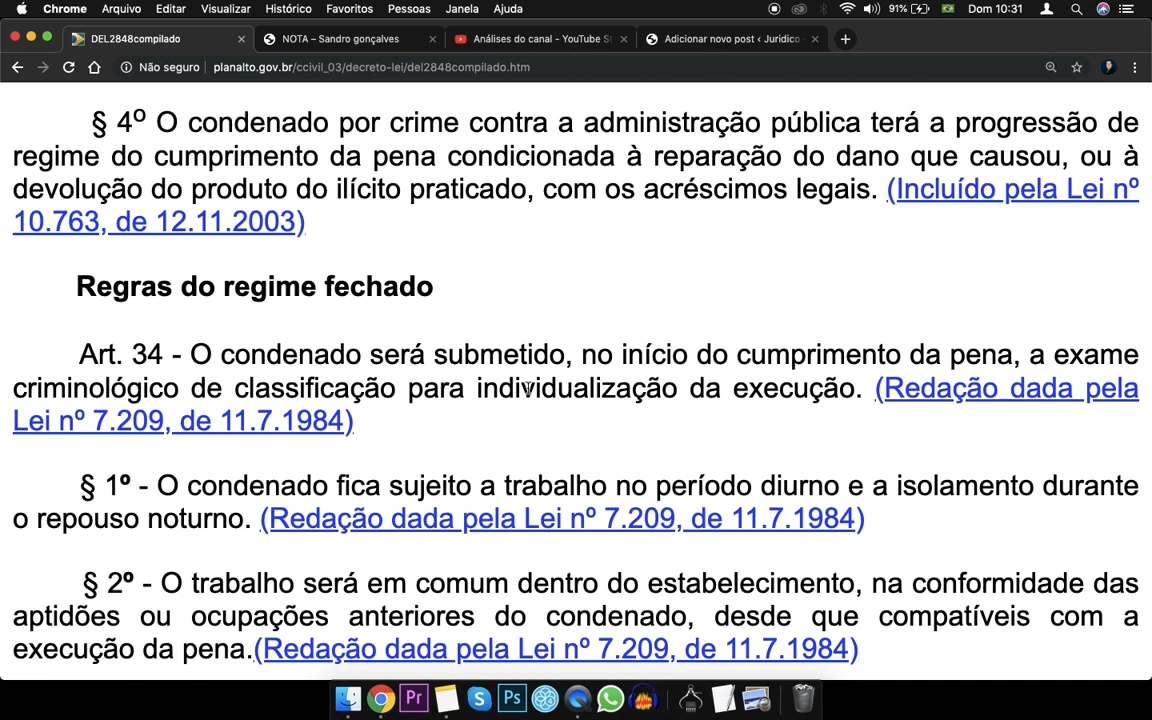 Chrome Arquivo Editar Visualizar Histórico Favoritos Pessoas Janela Ajuda 91% Dom 10:31
DEL2848compilado NOTA – Sandro gonçalves Análises do canal - YouTube S Adicionar novo post ‹ Juridico
Não seguro planalto.gov.br/ccivil_03/decreto-lei/del2848compilado.htm
§ 4º O condenado por crime contra a administração pública terá a progressão de
regime do cumprimento da pena condicionada à reparação do dano que causou, ou à
devolução do produto do ilícito praticado, com os acréscimos legais. (Incluído pela Lei nº
10.763, de 12.11.2003)
Regras do regime fechado
Art. 34 - O condenado será submetido, no início do cumprimento da pena, a exame
criminológico de classificação para individualização da execução. (Redação dada pela
Lei nº 7.209, de 11.7.1984)
§ 1º - O condenado fica sujeito a trabalho no período diurno e a isolamento durante
o repouso noturno. (Redação dada pela Lei nº 7.209, de 11.7.1984)
§ 2º - O trabalho será em comum dentro do estabelecimento, na conformidade das
aptidões ou ocupações anteriores do condenado, desde que compatíveis com a
execução da pena.(Redação dada pela Lei nº 7.209, de 11.7.1984)
Pr Ps